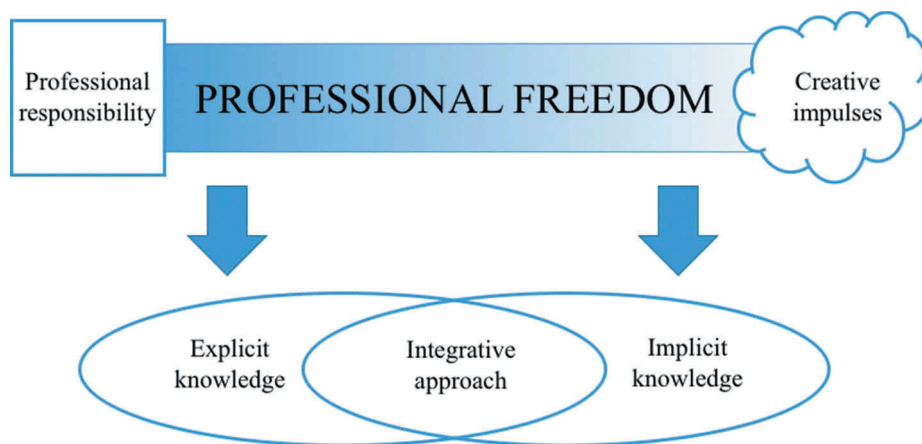 Professional
responsibility
PROFESSIONAL FREEDOM
Creative
impulses
Explicit
knowledge
Integrative
approach
Implicit
knowledge